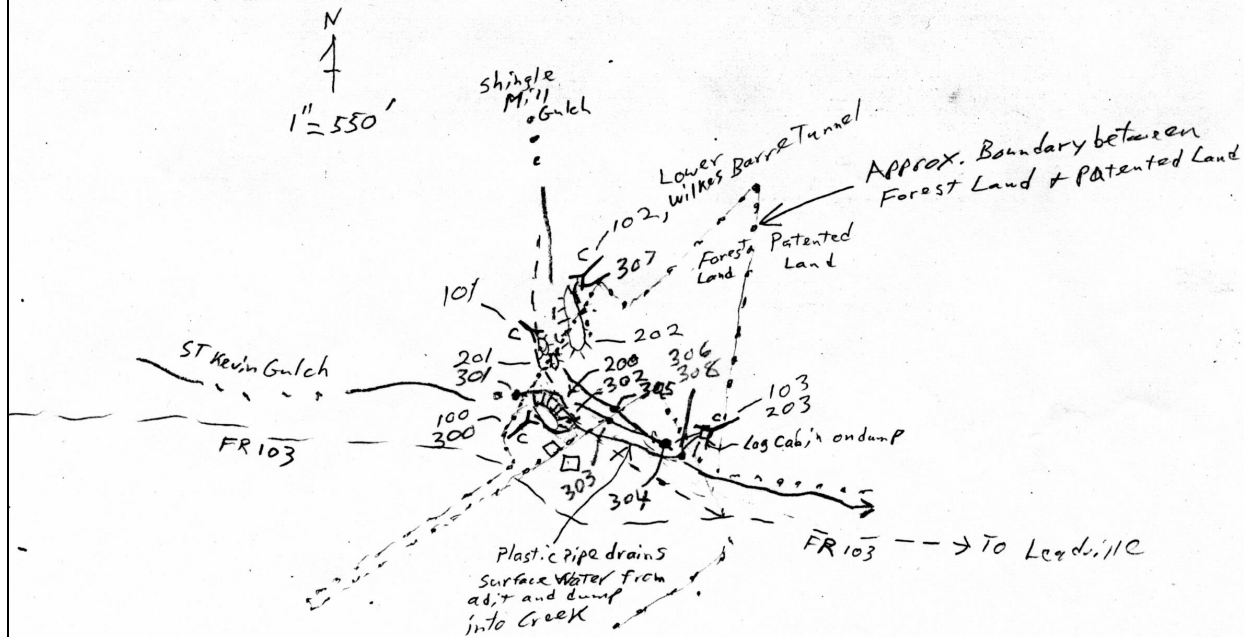 N
1"=550'
Shingle
Mill
Gulch
Lower
Wilkes Barre Tunnel
Approx. Boundary between
Forest Land + Patented Land
102,
C
307
Forest
Land
Patented
Land
101
C
202
ST Kevin Gulch
201
301
200
302
305
306
308
103
203
100
300
C
Log Cabin on dump
FR 103
303
304
FR 103 ---> To Leadville
Plastic pipe drains
Surface Water from
adit and dump
into Creek